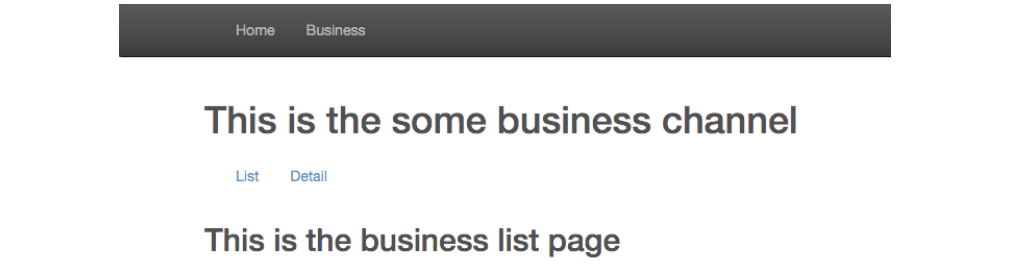 Home Business
This is the some business channel
List Detail
This is the business list page